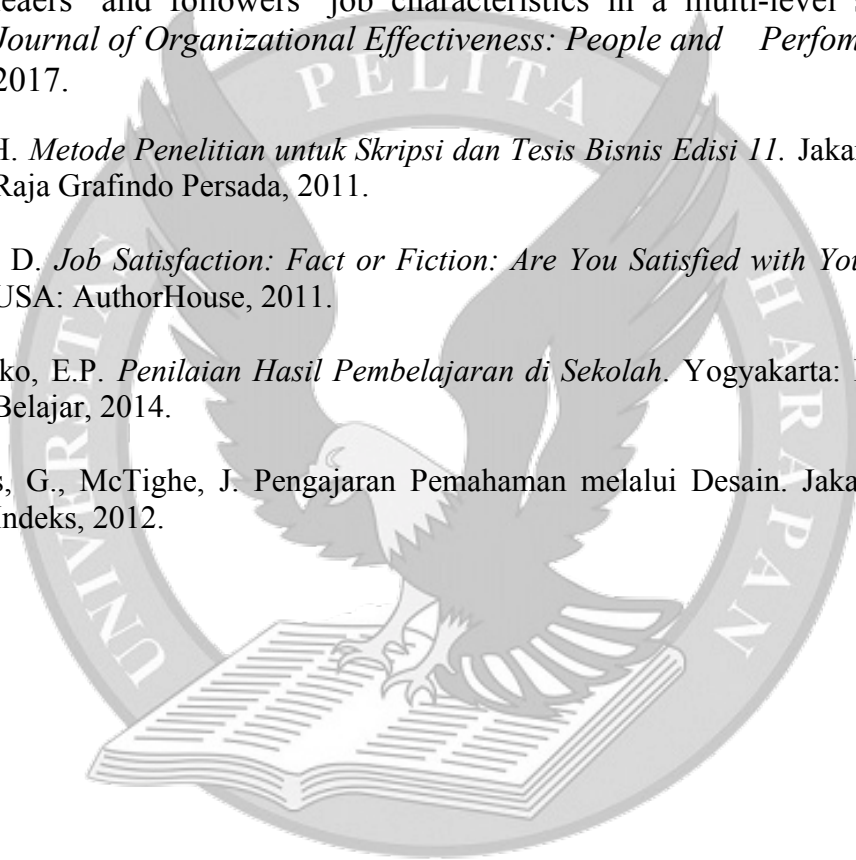 and followers job characteristics in a multi-level
Journal of Organizational Effectiveness: People and Perfom
2017.
H. Metode Penelitian untuk Skripsi dan Tesis Bisnis Edisi 11. Jakar
Raja Grafindo Persada, 2011.
D. Job Satisfaction: Fact or Fiction: Are You Satisfied with You
USA: AuthorHouse, 2011.
ko, E.P. Penilaian Hasil Pembelajaran di Sekolah. Yogyakarta:
Belajar, 2014.
s, G., McTighe, J. Pengajaran Pemahaman melalui Desain. Jaka
Indeks, 2012.
UNIVERSITAS PELITA HARAPAN